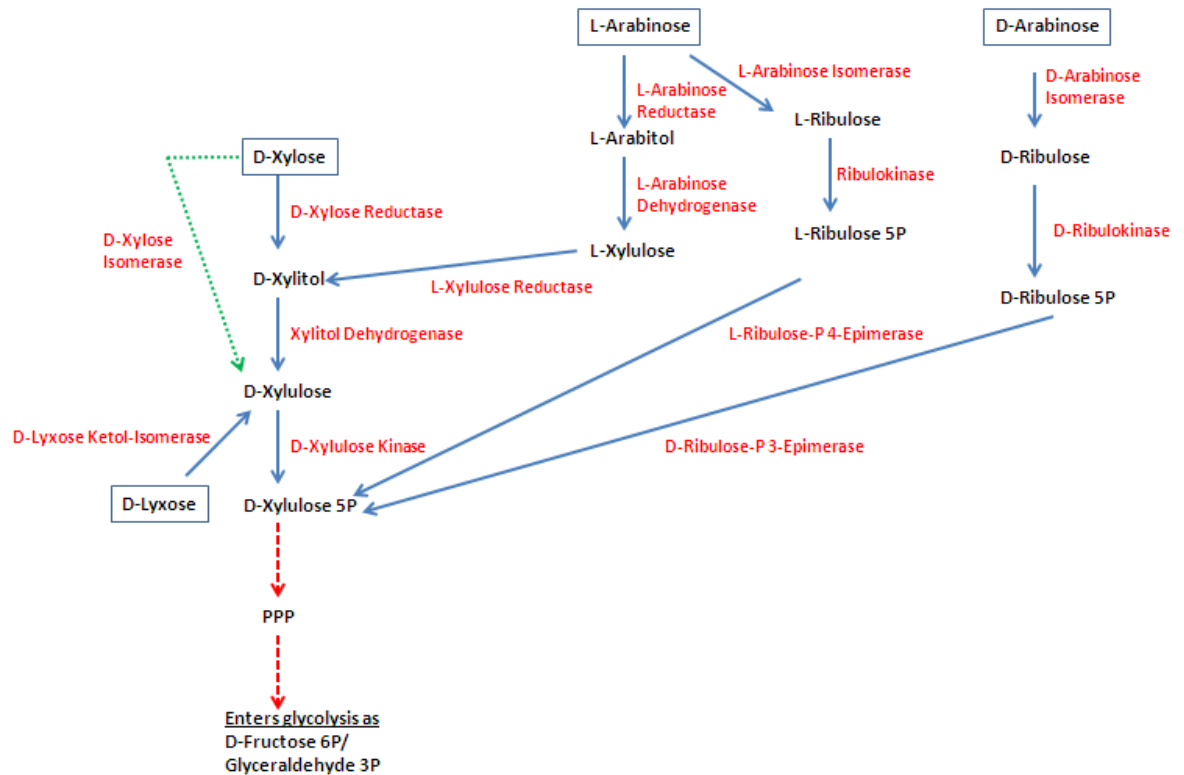 L-Arabinose
D-Arabinose
L-Arabinose Isomerase
L-Arabinose
Reductase
D-Arabinose
Isomerase
L-Ribulose
L-Arabitol
D-Xylose
D-Ribulose
Ribulokinase
L-Arabinose
Dehydrogenase
D-Xylose Reductase
D-Xylose
Isomerase
L-Ribulose 5P
D-Ribulokinase
L-Xylulose
D-Xylitol
L-Xylulose Reductase
D-Ribulose 5P
Xylitol Dehydrogenase
L-Ribulose-P 4-Epimerase
D-Xylulose
D-Lyxose Ketol-Isomerase
D-Xylulose Kinase
D-Ribulose-P 3-Epimerase
D-Lyxose
D-Xylulose 5P
PPP
Enters glycolysis as
D-Fructose 6P/
Glyceraldehyde 3P